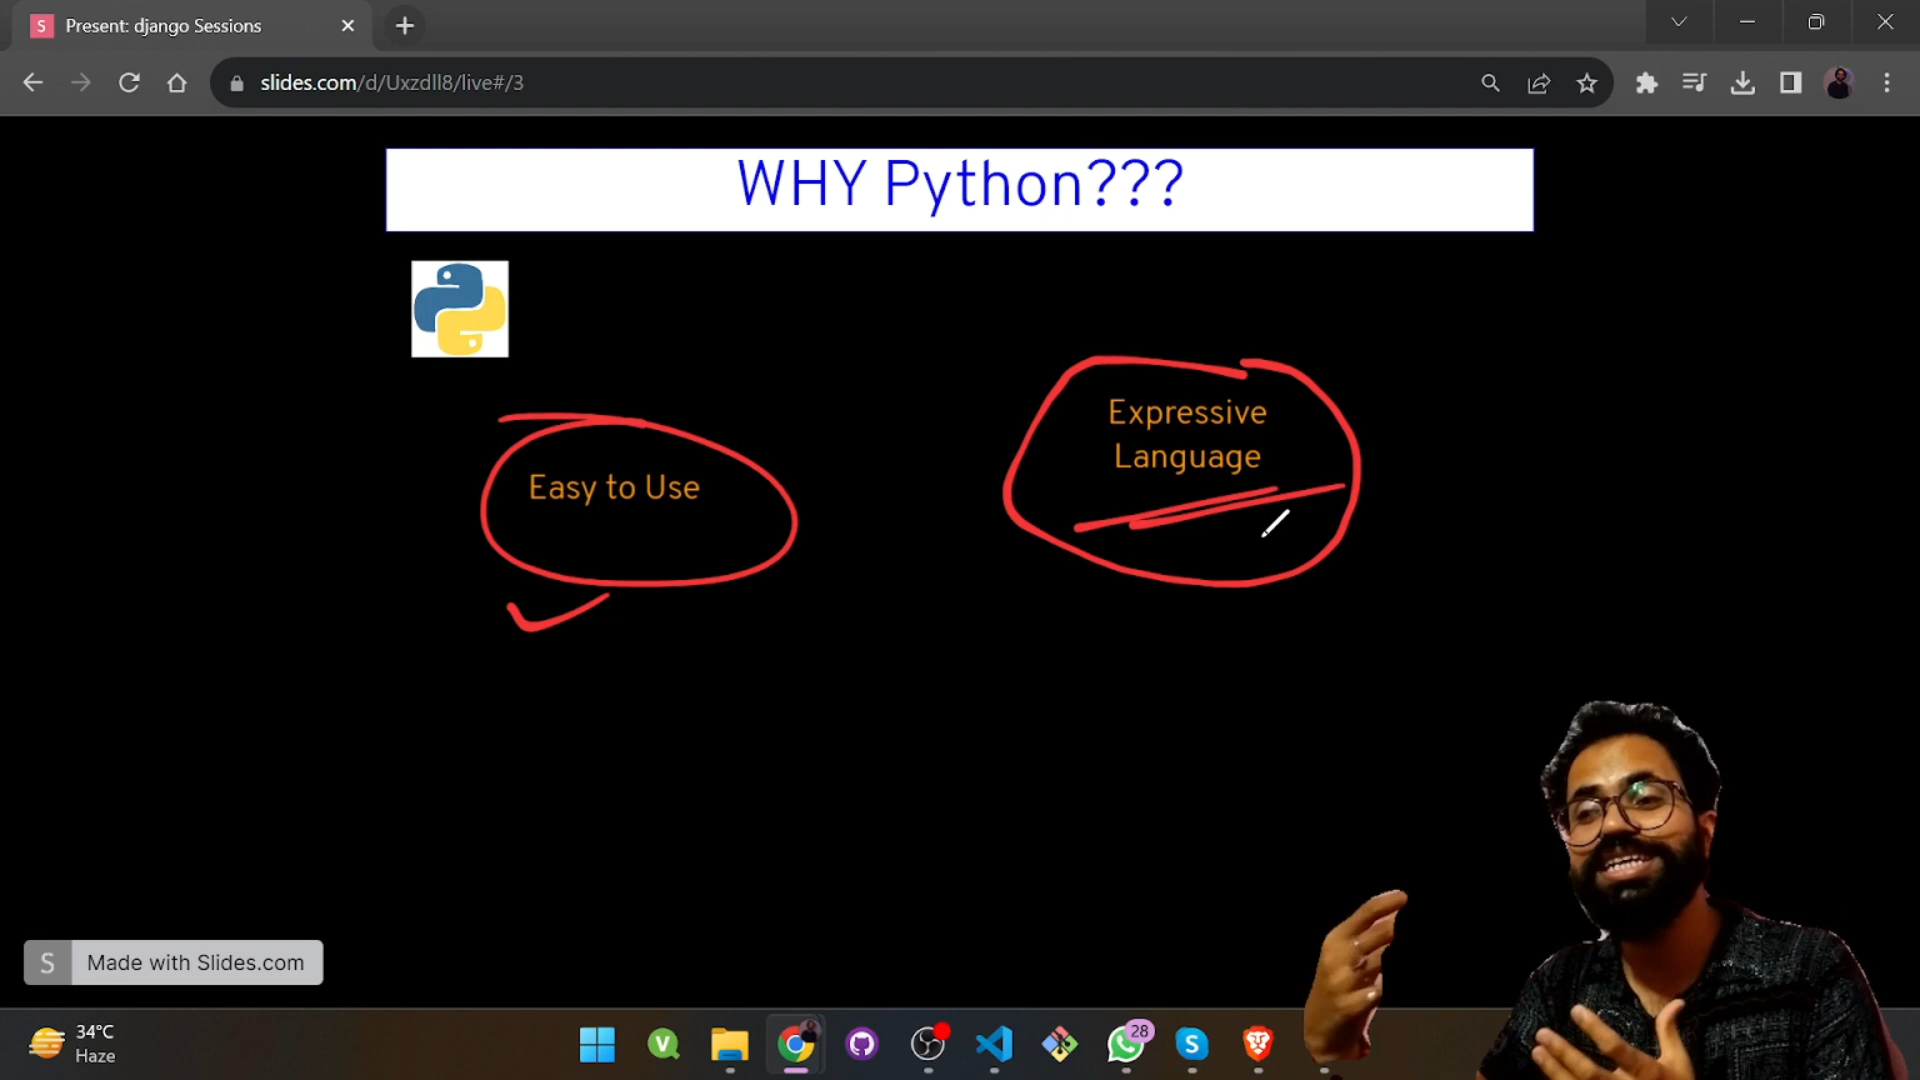 S Present: django Sessions
slides.com/d/Uxzdll8/live#/3
WHY Python???
Expressive
Language
Easy to Use
S Made with Slides.com
34°C
Haze
V
28
S